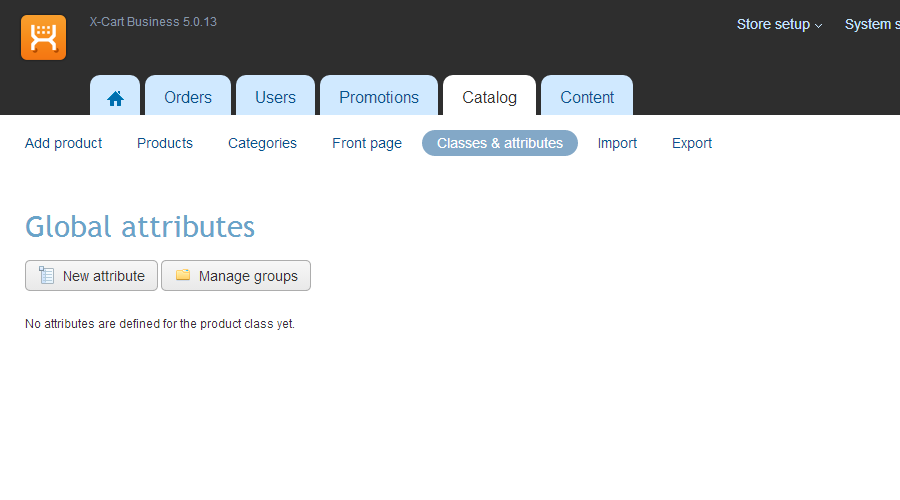 X-Cart Business 5.0.13
Store setup System s
Orders Users Promotions Catalog Content
Add product Products Categories Front page Classes & attributes Import Export
Global attributes
New attribute Manage groups
No attributes are defined for the product class yet.